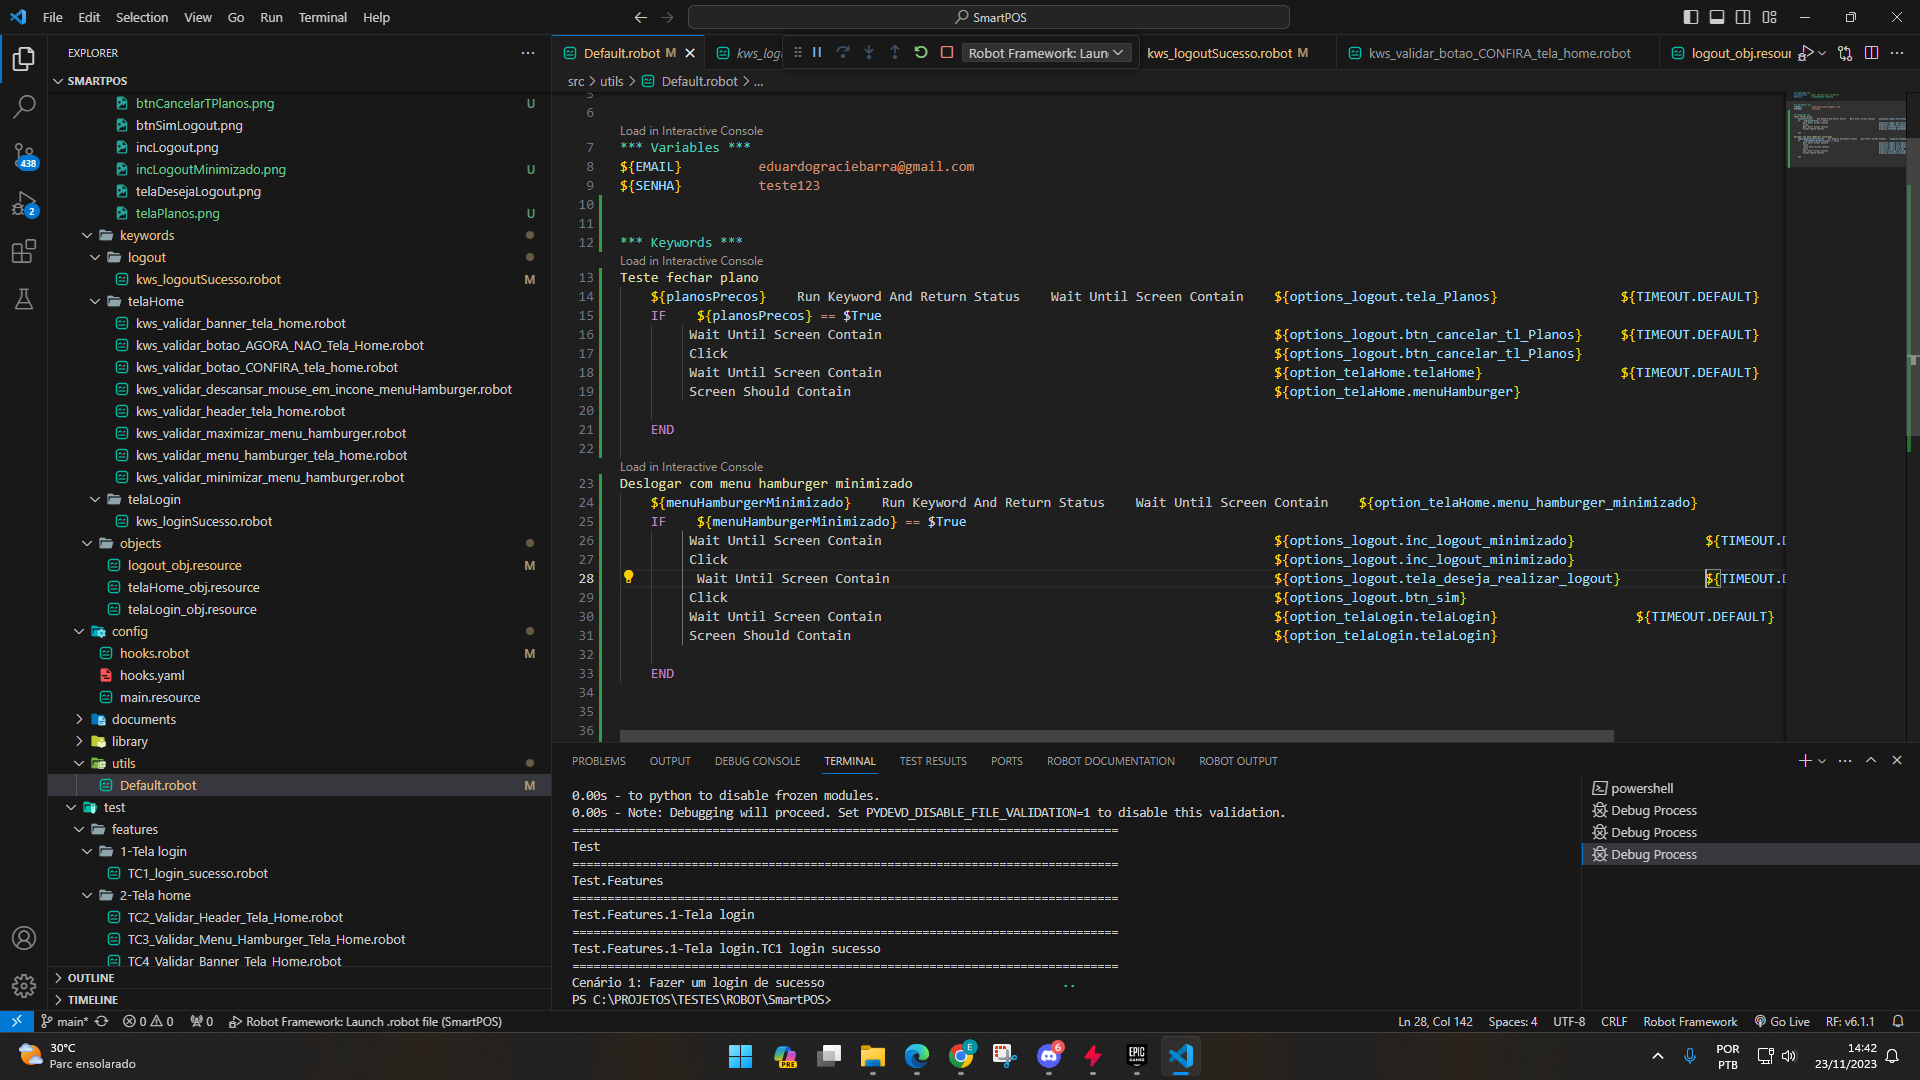 File Edit Selection View Go Run Terminal Help
SmartPOS
EXPLORER
SMARTPOS
btnCancelarTPlanos.png U
btnSimLogout.png
incLogout.png
incLogoutMinimizado.png U
telaDesejaLogout.png
telaPlanos.png U
keywords
logout
kws_logoutSucesso.robot M
telaHome
kws_validar_banner_tela_home.robot
kws_validar_botao_AGORA_NAO_Tela_Home.robot
kws_validar_botao_CONFIRA_tela_home.robot
kws_validar_descansar_mouse_em_incone_menuHamburger.robot
kws_validar_header_tela_home.robot
kws_validar_maximizar_menu_hamburger.robot
kws_validar_menu_hamburger_tela_home.robot
kws_validar_minimizar_menu_hamburger.robot
telaLogin
kws_loginSucesso.robot
objects
logout_obj.resource M
telaHome_obj.resource
telaLogin_obj.resource
config
hooks.robot M
hooks.yaml
main.resource
documents
library
utils
Default.robot M
test
features
1-Tela login
TC1_login_sucesso.robot
2-Tela home
TC2_Validar_Header_Tela_Home.robot
TC3_Validar_Menu_Hamburger_Tela_Home.robot
TC4_Validar_Banner_Tela_Home.robot
OUTLINE
TIMELINE
438
2
Default.robot M
kws_log
Robot Framework: Laun
kws_logoutSucesso.robot M
kws_validar_botao_CONFIRA_tela_home.robot
logout_obj.resour
src > utils > Default.robot > ...
5
6
Load in Interactive Console
7 *** Variables ***
8 ${EMAIL} eduardograciebarra@gmail.com
9 ${SENHA} teste123
10
11
12 *** Keywords ***
Load in Interactive Console
13 Teste fechar plano
14 ${planosPrecos} Run Keyword And Return Status Wait Until Screen Contain ${options_logout.tela_Planos} ${TIMEOUT.DEFAULT}
15 IF ${planosPrecos} == $True
16 Wait Until Screen Contain ${options_logout.btn_cancelar_tl_Planos} ${TIMEOUT.DEFAULT}
17 Click ${options_logout.btn_cancelar_tl_Planos}
18 Wait Until Screen Contain ${option_telaHome.telaHome} ${TIMEOUT.DEFAULT}
19 Screen Should Contain ${option_telaHome.menuHamburger}
20
21 END
22
Load in Interactive Console
23 Deslogar com menu hamburger minimizado
24 ${menuHamburgerMinimizado} Run Keyword And Return Status Wait Until Screen Contain ${option_telaHome.menu_hamburger_minimizado}
25 IF ${menuHamburgerMinimizado} == $True
26 Wait Until Screen Contain ${options_logout.inc_logout_minimizado} ${TIMEOUT.D
27 Click ${options_logout.inc_logout_minimizado}
28 Wait Until Screen Contain ${options_logout.tela_deseja_realizar_logout} ${TIMEOUT.D
29 Click ${options_logout.btn_sim}
30 Wait Until Screen Contain ${option_telaLogin.telaLogin} ${TIMEOUT.DEFAULT}
31 Screen Should Contain ${option_telaLogin.telaLogin}
32
33 END
34
35
36
PROBLEMS OUTPUT DEBUG CONSOLE TERMINAL TEST RESULTS PORTS ROBOT DOCUMENTATION ROBOT OUTPUT
0.00s - to python to disable frozen modules.
0.00s - Note: Debugging will proceed. Set PYDEVD_DISABLE_FILE_VALIDATION=1 to disable this validation.
==============================================================================
Test
==============================================================================
Test.Features
==============================================================================
Test.Features.1-Tela login
==============================================================================
Test.Features.1-Tela login.TC1 login sucesso
==============================================================================
Cenário 1: Fazer um login de sucesso ..
PS C:\PROJETOS\TESTES\ROBOT\SmartPOS>
powershell
Debug Process
Debug Process
Debug Process
main* 0 0 0 Robot Framework: Launch .robot file (SmartPOS)
Ln 28, Col 142 Spaces: 4 UTF-8 CRLF Robot Framework Go Live RF: v6.1.1
30°C
Parc ensolarado
PRE
E
6
EPIC GAMES
POR
PTB
14:42
23/11/2023